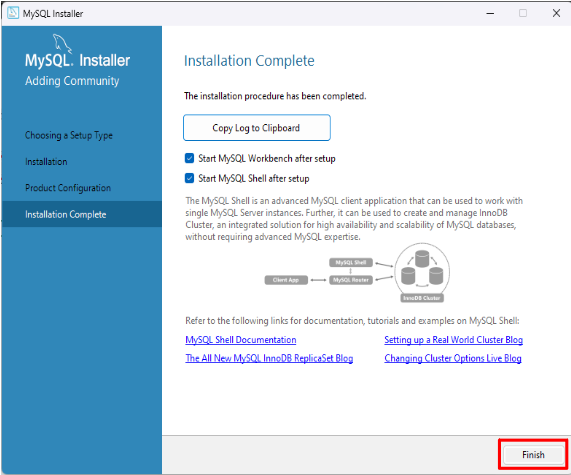 MySQL Installer
MySQL. Installer
Adding Community
Choosing a Setup Type
Installation
Product Configuration
Installation Complete
Installation Complete
The installation procedure has been completed.
Copy Log to Clipboard
Start MySQL Workbench after setup
Start MySQL Shell after setup
The MySQL Shell is an advanced MySQL client application that can be used to work with
single MySQL Server instances. Further, it can be used to create and manage InnoDB
Cluster, an integrated solution for high availability and scalability of MySQL databases,
without requiring advanced MySQL expertise.
MySQL Shell
Client App
MySQL Router
InnoDB Cluster
Refer to the following links for documentation, tutorials and examples on MySQL Shell:
MySQL Shell Documentation
Setting up a Real World Cluster Blog
The All New MySQL InnoDB ReplicaSet Blog
Changing Cluster Options Live Blog
Finish